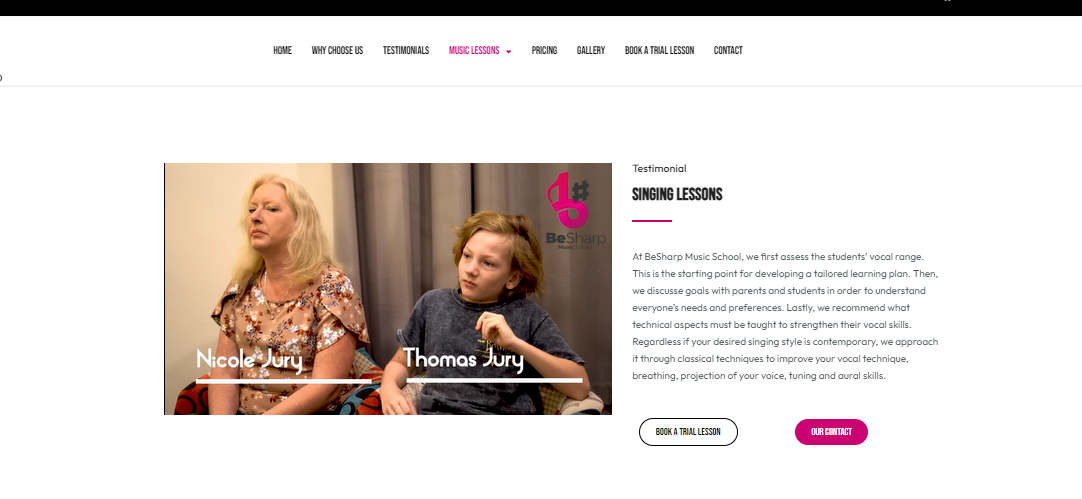 HOME WHY CHOOSE US TESTIMONIALS MUSIC LESSONS PRICING GALLERY BOOK A TRIAL LESSON CONTACT
BeSharp
Music School
Nicole Jury
Thomas Jury
Testimonial
SINGING LESSONS
At BeSharp Music School, we first assess the students' vocal range.
This is the starting point for developing a tailored learning plan. Then,
we discusse goals with parents and students in order to understand
everyone's needs and preferences. Lastly, we recommend what
technical aspects must be taught to strengthen their vocal skills.
Regardless if your desired singing style is contemporary, we approach
it through classical techniques to improve your vocal technique,
breathing, projection of your voice, tuning and aural skills.
BOOK A TRIAL LESSON
OUR CONTACT